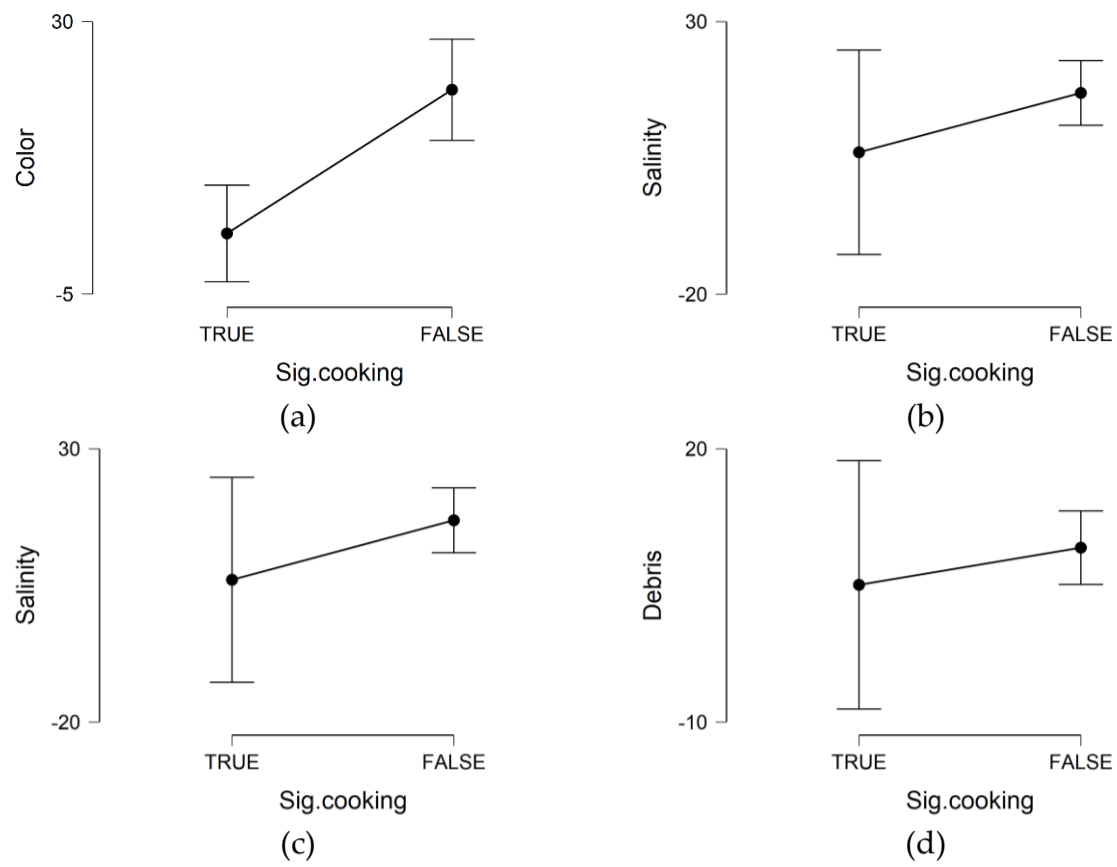 30
Color
-5
TRUE FALSE
Sig.cooking
(a)
30
Salinity
-20
TRUE FALSE
Sig.cooking
(b)
30
Salinity
-20
TRUE FALSE
Sig.cooking
(c)
20
Debris
-10
TRUE FALSE
Sig.cooking
(d)